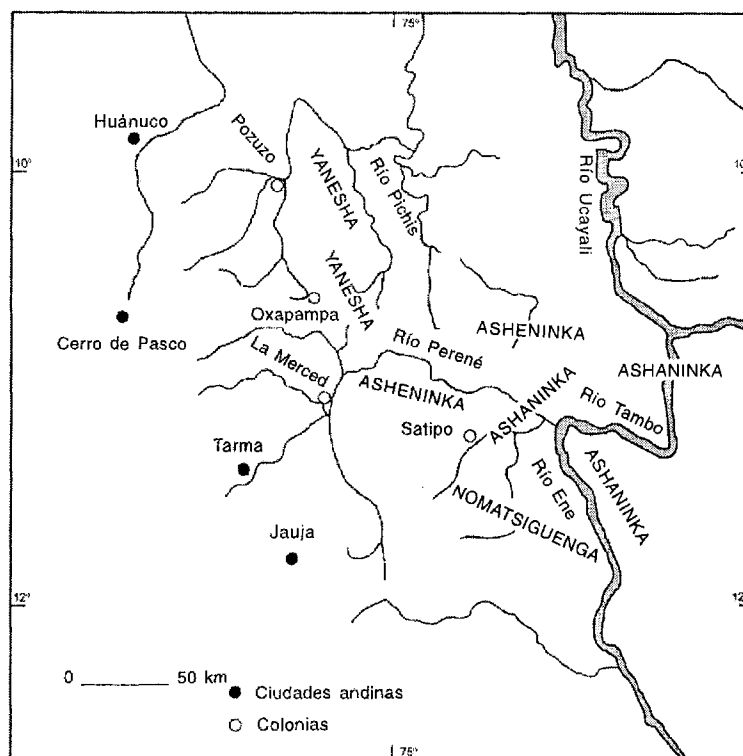 75°
Huánuco
Pozuzo
10°
10
YANESHA
Río Pichis
Río Ucayali
YANESHA
Oxapampa
ASHENINKA
Cerro de Pasco
La Merced
Río Perené
ASHANINKA
ASHENINKA
ASHANINKA
Río Tambo
Satipo
Tarma
Río Ene
ASHANINKA
NOMATSIGUENGA
Jauja
12°
12
0 50 km
Ciudades andinas
Colonias
75°